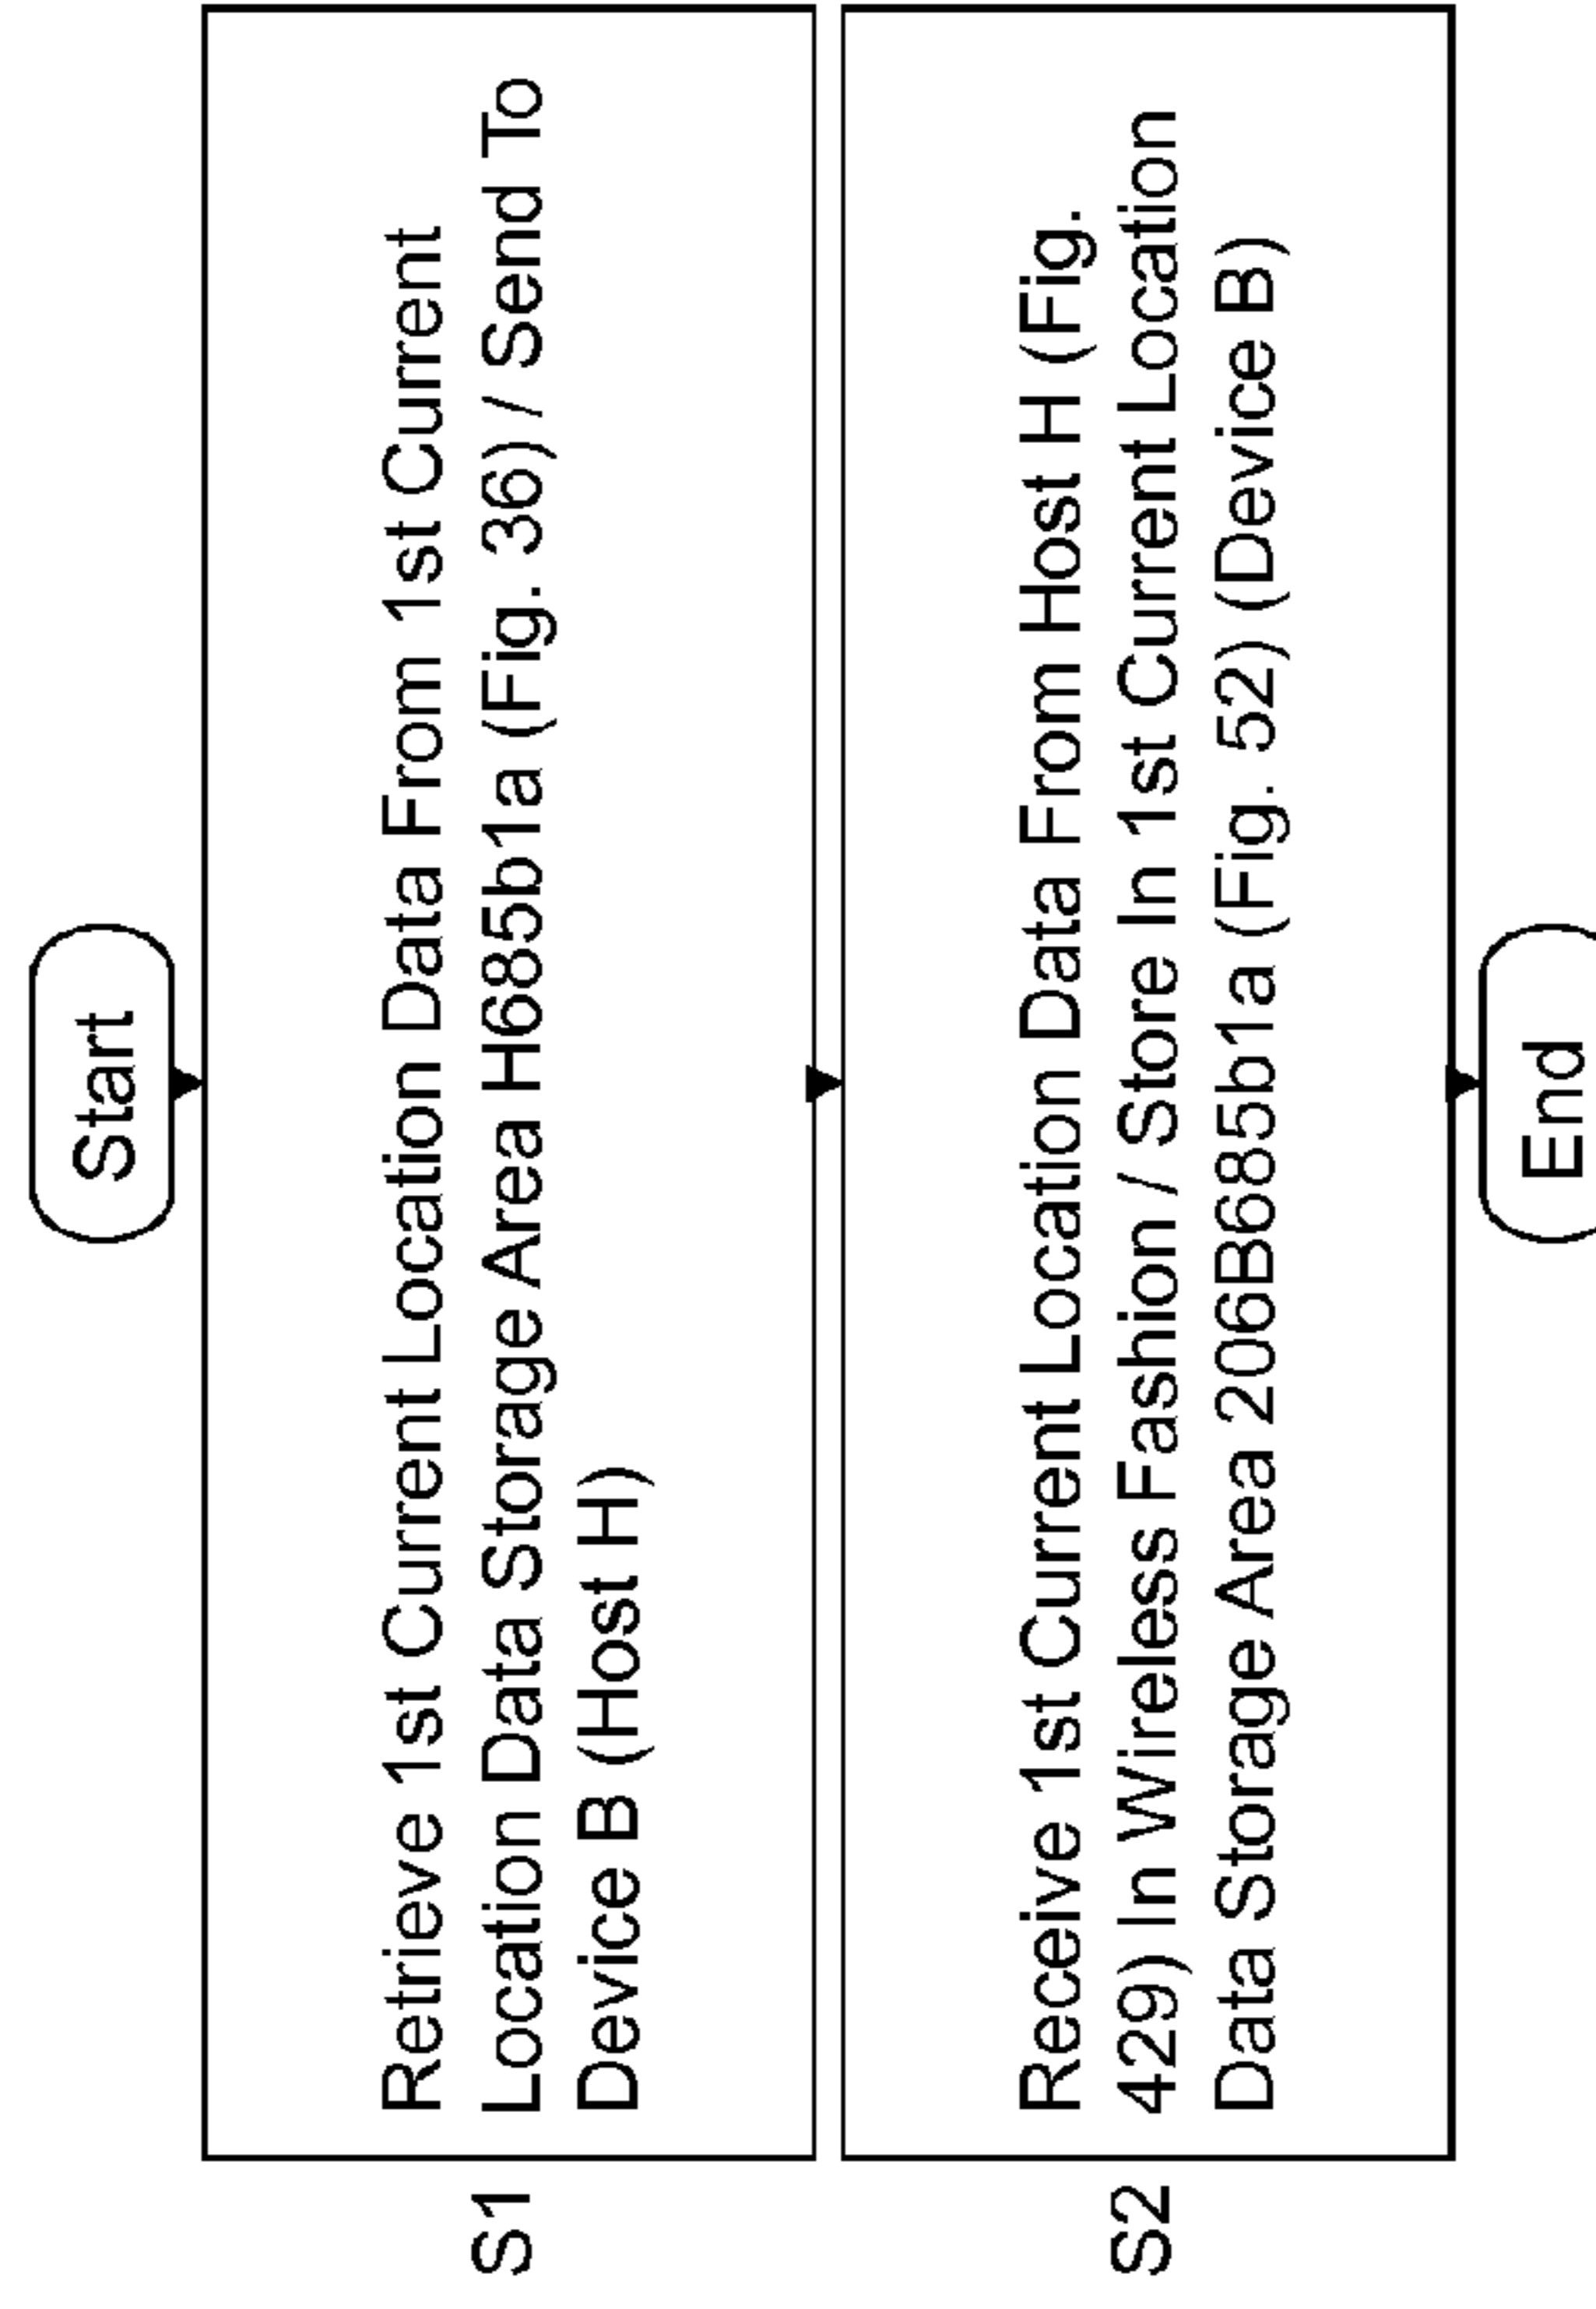 Start
S1
Retrieve 1st Current Location Data From 1st Current
Location Data Storage Area H685b1a (Fig. 36) / Send To
Device B (Host H)
S2
Receive 1st Current Location Data From Host H (Fig.
429) In Wireless Fashion / Store In 1st Current Location
Data Storage Area 206B685b1a (Fig. 52) (Device B)
End